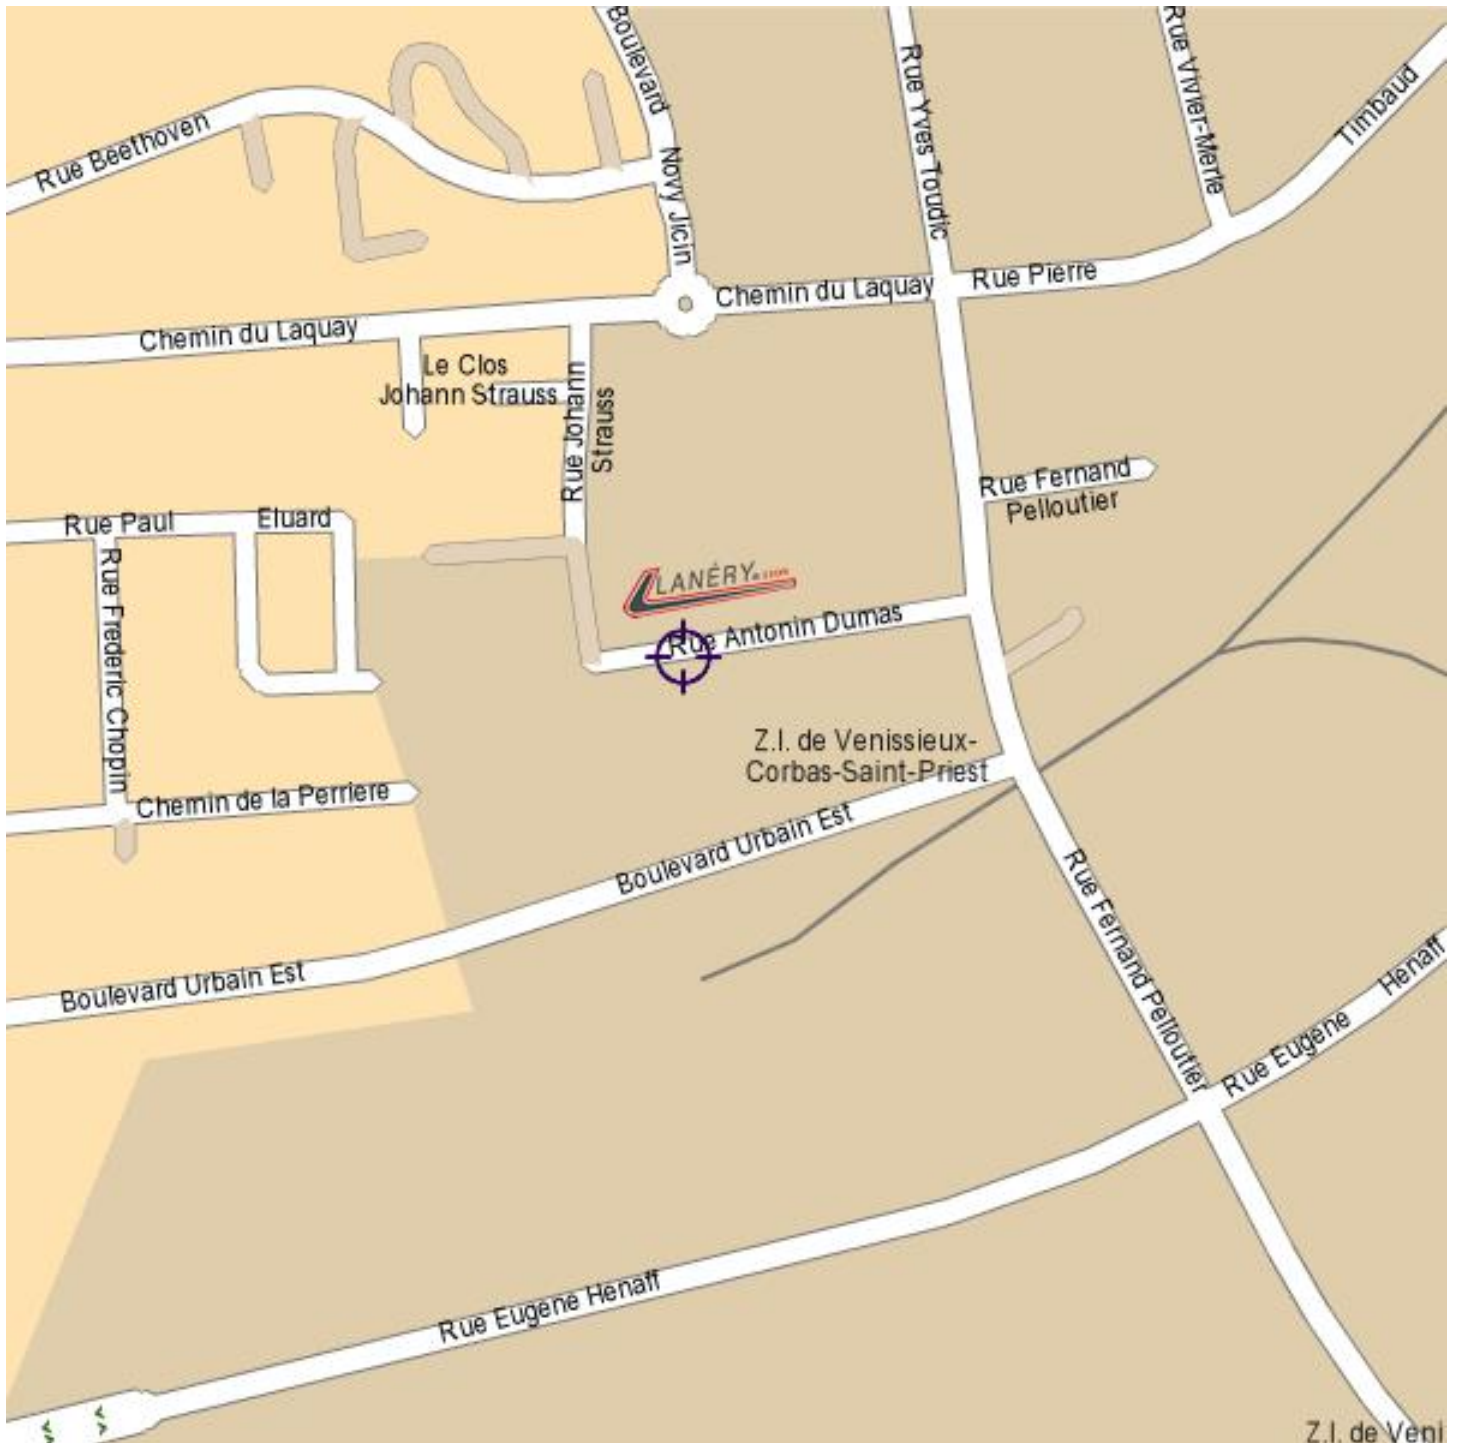 Boulevard
Novy Jicin
Rue Yves Toudic
Rue Vivier-Merle
Timbaud
Rue Beethoven
Chemin du Laquay
Rue Pierre
Chemin du Laquay
Le Clos
Johann Strauss
Rue Johann
Strauss
Rue Fernand
Pelloutier
Rue Paul
Eluard
Rue Frederic Chopin
LANÉRY
Rue Antonin Dumas
Z.I. de Venissieux-
Corbas-Saint-Priest
Chemin de la Perriere
Boulevard Urbain Est
Rue Fernand Pelloutier
Boulevard Urbain Est
Henaff
Rue Eugene
Rue Eugene Henaff
Z.I. de Veni